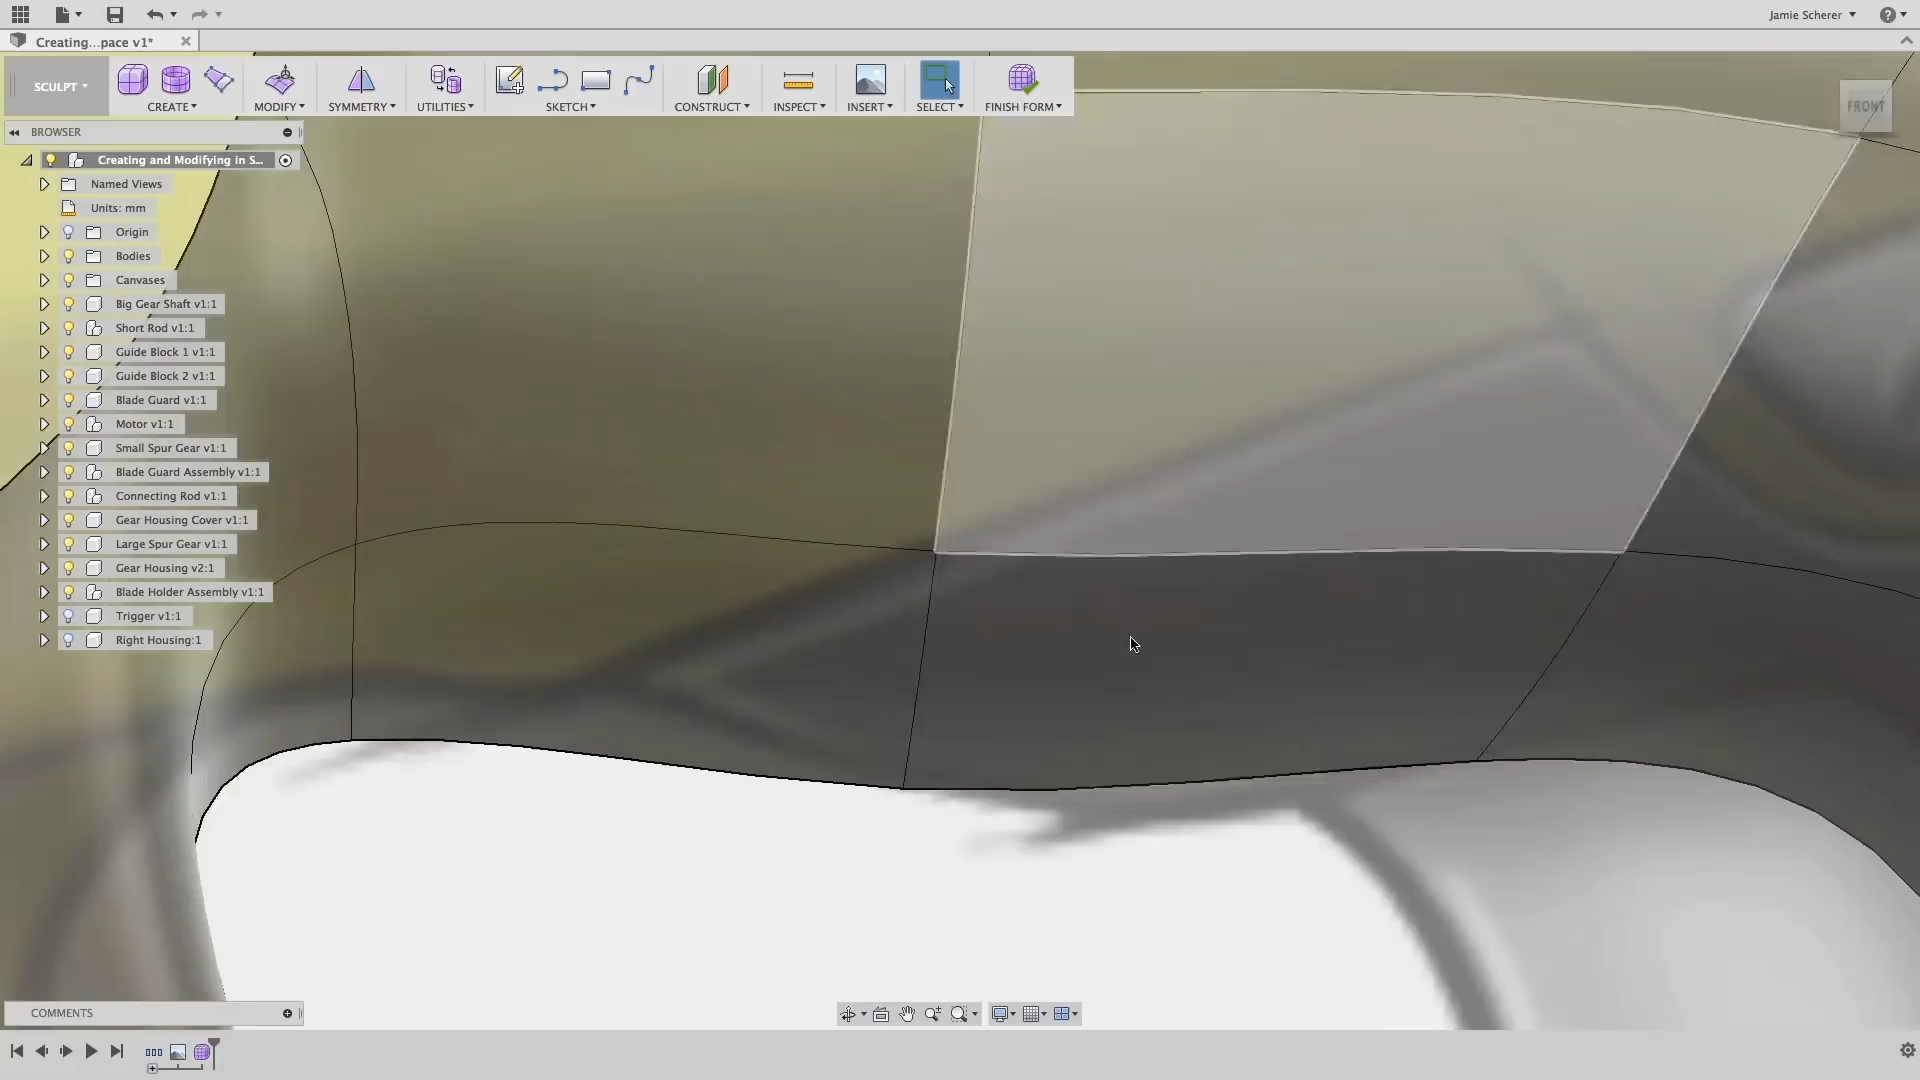 Jamie Scherer
Creating...pace v1*
SCULPT
CREATE
MODIFY
SYMMETRY
UTILITIES
SKETCH
CONSTRUCT
INSPECT
INSERT
SELECT
FINISH FORM
FRONT
BROWSER
Creating and Modifying in S...
Named Views
Units: mm
Origin
Bodies
Canvases
Big Gear Shaft v1:1
Short Rod v1:1
Guide Block 1 v1:1
Guide Block 2 v1:1
Blade Guard v1:1
Motor v1:1
Small Spur Gear v1:1
Blade Guard Assembly v1:1
Connecting Rod v1:1
Gear Housing Cover v1:1
Large Spur Gear v1:1
Gear Housing v2:1
Blade Holder Assembly v1:1
Trigger v1:1
Right Housing:1
COMMENTS